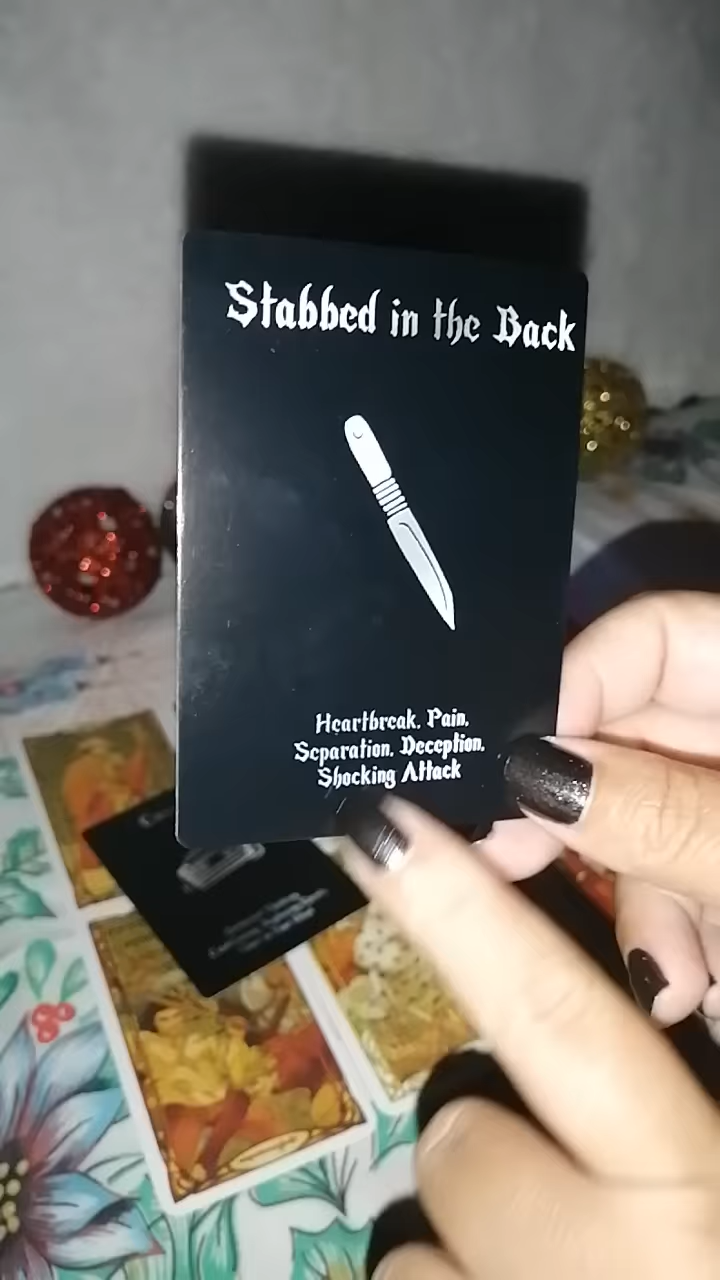 Stabbed in the Back
Heartbreak, Pain,
Separation, Deception,
Shocking Attack